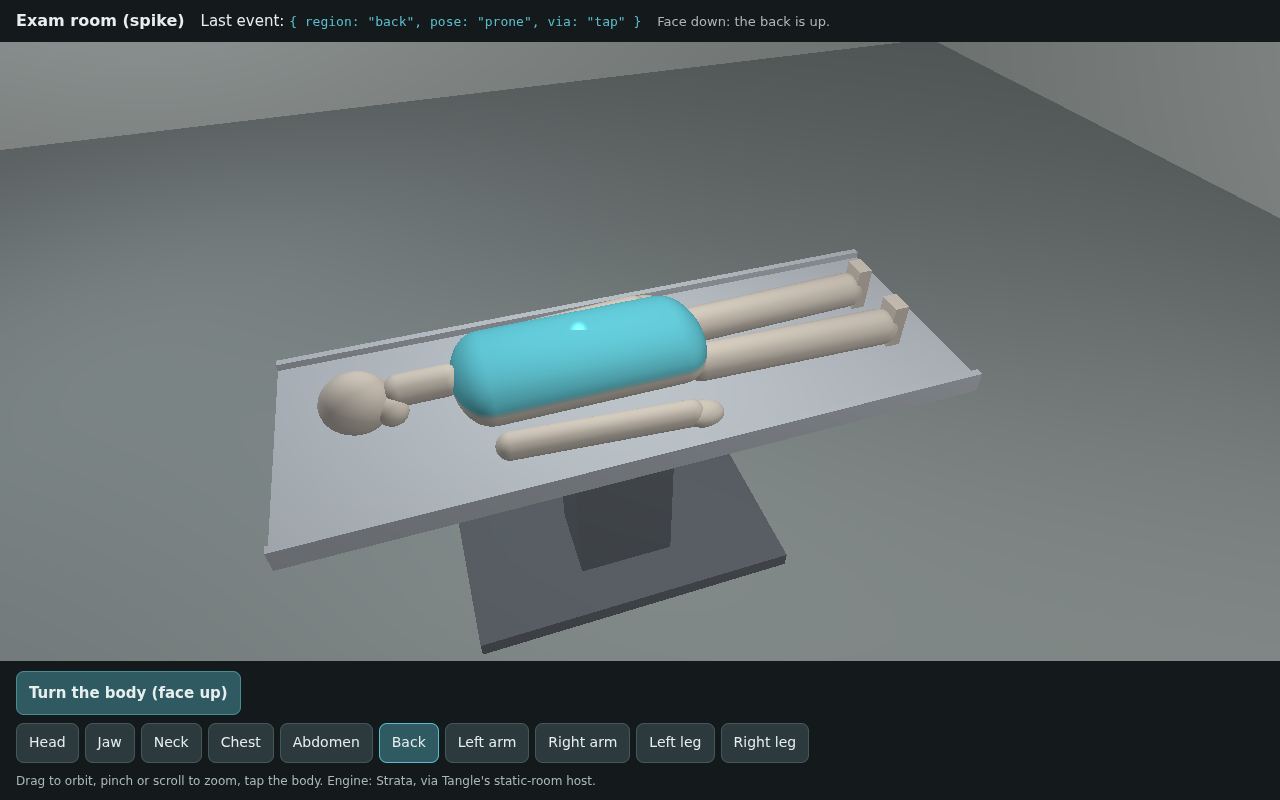 Exam room (spike) Last event: { region: "back", pose: "prone", via: "tap" } Face down: the back is up.
Turn the body (face up)
Head Jaw Neck Chest Abdomen Back Left arm Right arm Left leg Right leg
Drag to orbit, pinch or scroll to zoom, tap the body. Engine: Strata, via Tangle's static-room host.